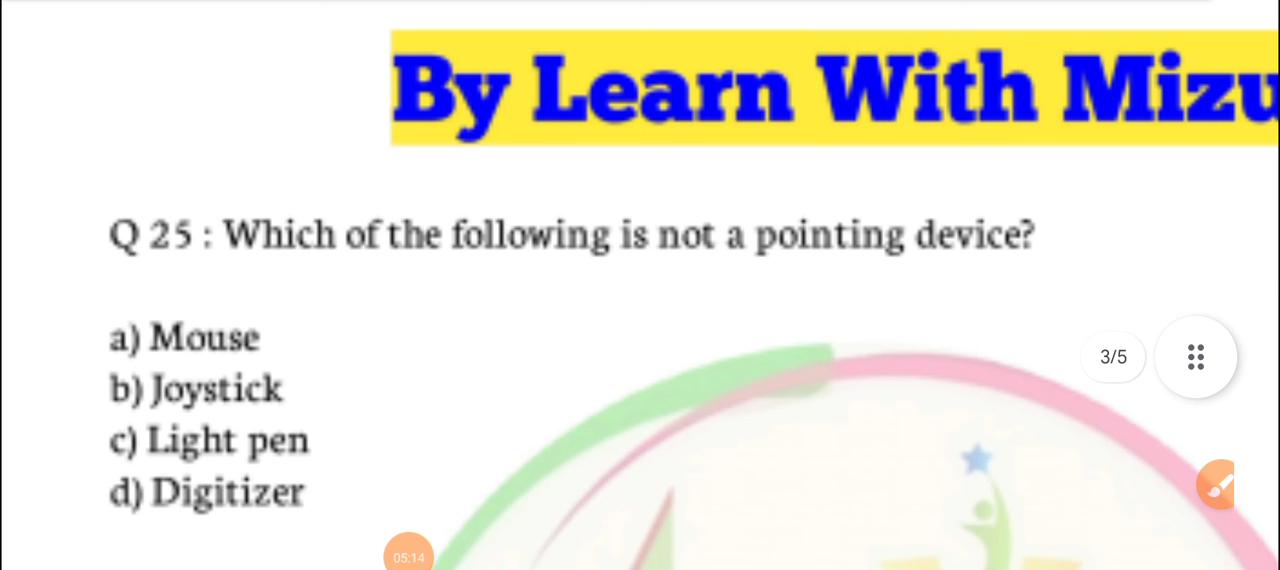 By Learn With Mizu
Q 25 : Which of the following is not a pointing device?
a) Mouse
b) Joystick
3/5
c) Light pen
d) Digitizer
05:14